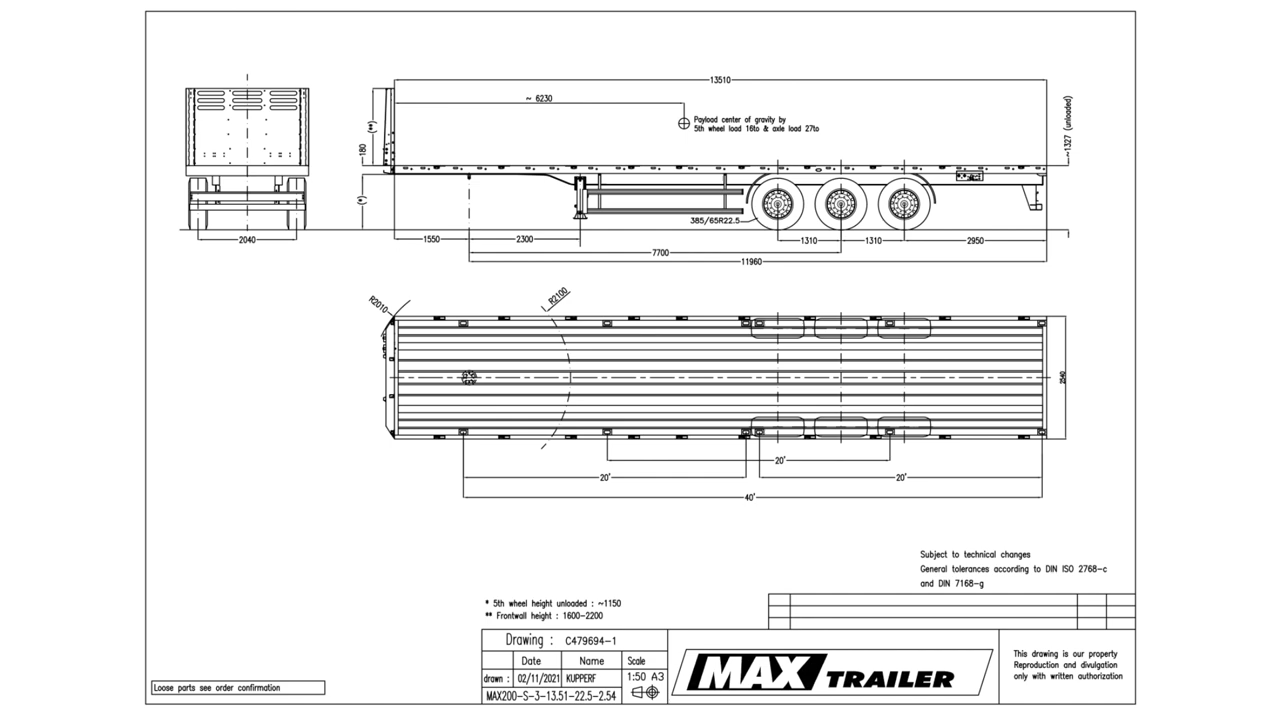 13510
~ 6230
Payload center of gravity by
5th wheel load 16to & axle load 27to
(**)
180
(*)
~1327 (unloaded)
385/65R22.5
2040
1550
2300
1310
1310
2950
7700
11960
R2010
R2100
2540
20'
20'
20'
40'
Subject to technical changes
General tolerances according to DIN ISO 2768-c
and DIN 7168-g
* 5th wheel height unloaded : ~1150
** Frontwall height : 1600-2200
Drawing : C479694-1
Date Name Scale
drawn : 02/11/2021 KUPPERF 1:50 A3
MAX200-S-3-13.51-22.5-2.54
MAX TRAILER
This drawing is our property
Reproduction and divulgation
only with written authorization
Loose parts see order confirmation